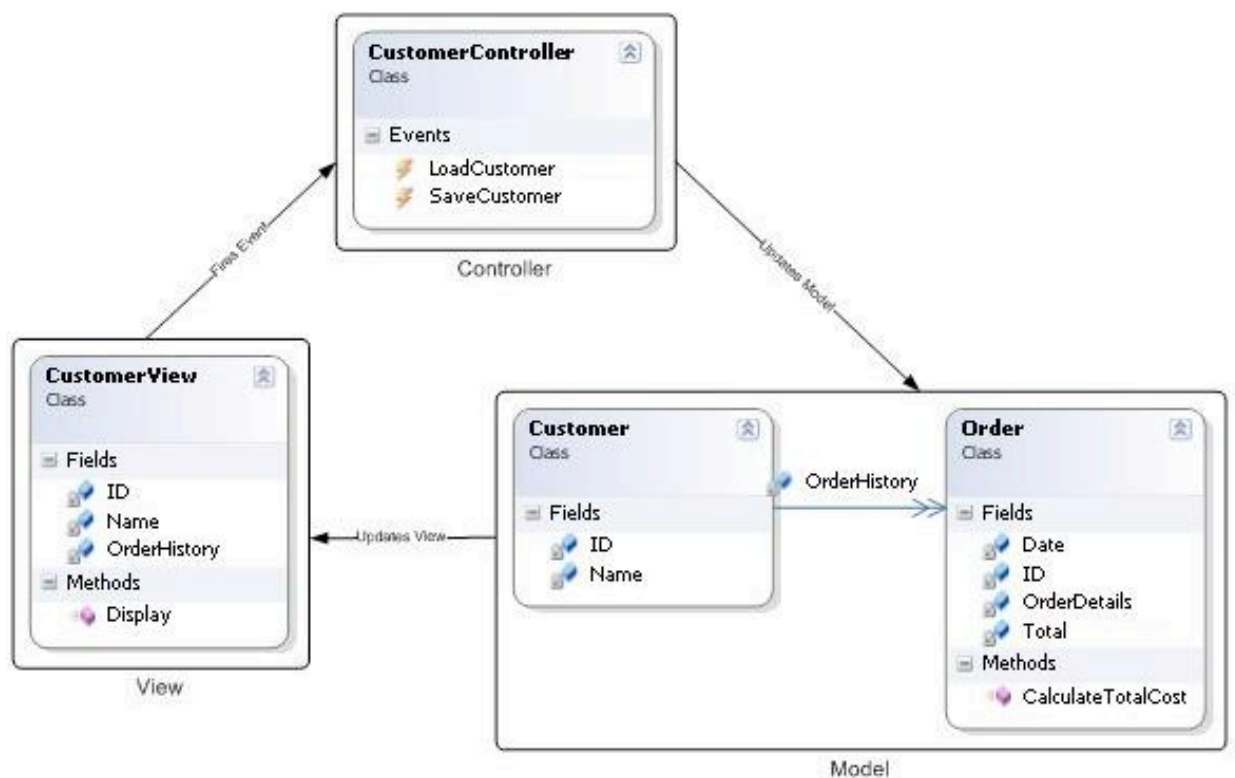 CustomerController
Class
Events
LoadCustomer
SaveCustomer
Controller
Fires Event
Updates Model
CustomerView
Class
Fields
ID
Name
OrderHistory
Methods
Display
View
Updates View
Customer
Class
Fields
ID
Name
OrderHistory
Order
Class
Fields
Date
ID
OrderDetails
Total
Methods
CalculateTotalCost
Model